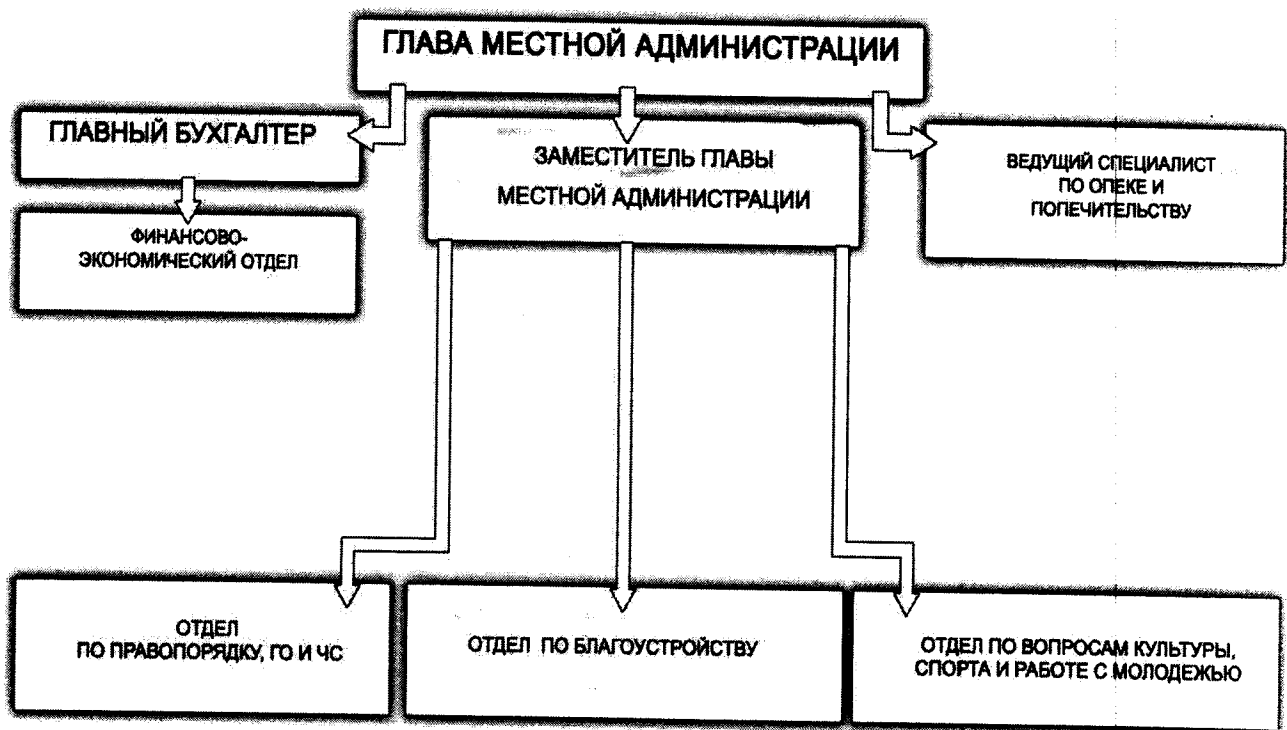 ГЛАВА МЕСТНОЙ АДМИНИСТРАЦИИ
ГЛАВНЫЙ БУХГАЛТЕР
ЗАМЕСТИТЕЛЬ ГЛАВЫ
МЕСТНОЙ АДМИНИСТРАЦИИ
ВЕДУЩИЙ СПЕЦИАЛИСТ
ПО ОПЕКЕ И
ПОПЕЧИТЕЛЬСТВУ
ФИНАНСОВО-
ЭКОНОМИЧЕСКИЙ ОТДЕЛ
ОТДЕЛ
ПО ПРАВОПОРЯДКУ, ГО И ЧС
ОТДЕЛ ПО БЛАГОУСТРОЙСТВУ
ОТДЕЛ ПО ВОПРОСАМ КУЛЬТУРЫ,
СПОРТА И РАБОТЕ С МОЛОДЕЖЬЮ